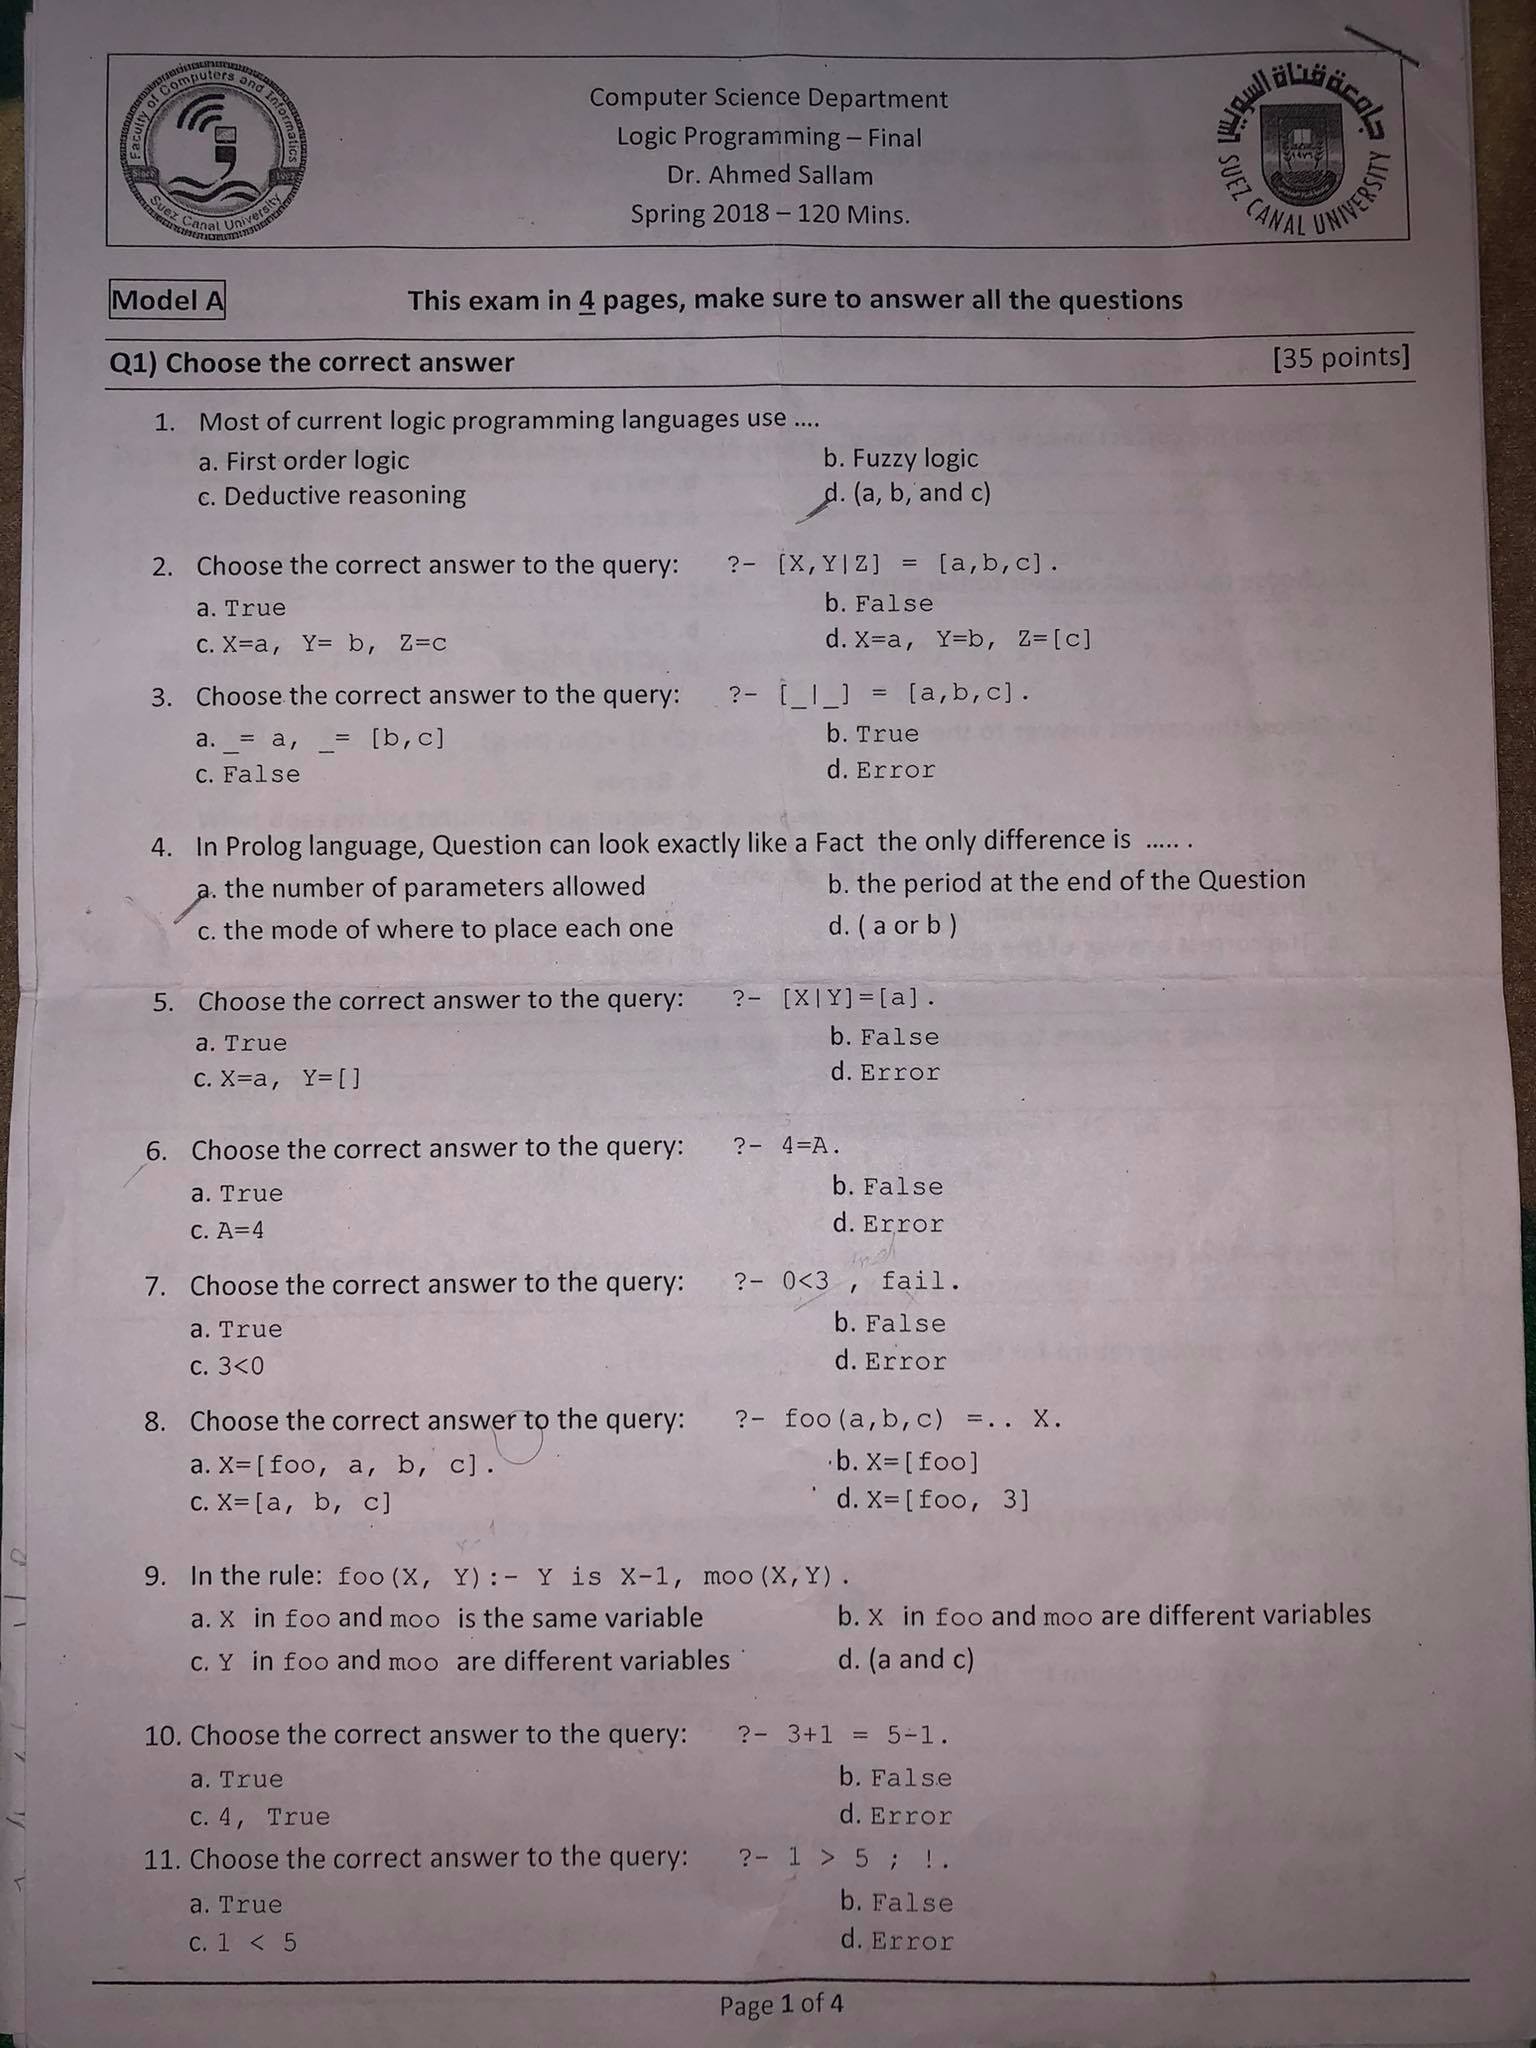 Faculty of Computers and Informatics
Suez Canal University
Computer Science Department
Logic Programming – Final
Dr. Ahmed Sallam
Spring 2018 – 120 Mins.
جامعة قناة السويس
SUEZ CANAL UNIVERSITY
Model A
This exam in 4 pages, make sure to answer all the questions
Q1) Choose the correct answer [35 points]
1. Most of current logic programming languages use ....
a. First order logic b. Fuzzy logic
c. Deductive reasoning d. (a, b, and c)
2. Choose the correct answer to the query: ?- [X,Y|Z] = [a,b,c].
a. True b. False
c. X=a, Y= b, Z=c d. X=a, Y=b, Z=[c]
3. Choose the correct answer to the query: ?- [_|_] = [a,b,c].
a. _= a, _= [b,c] b. True
c. False d. Error
4. In Prolog language, Question can look exactly like a Fact the only difference is ..... .
a. the number of parameters allowed b. the period at the end of the Question
c. the mode of where to place each one d. ( a or b )
5. Choose the correct answer to the query: ?- [X|Y]=[a].
a. True b. False
c. X=a, Y=[] d. Error
6. Choose the correct answer to the query: ?- 4=A.
a. True b. False
c. A=4 d. Error
7. Choose the correct answer to the query: ?- 0<3 , fail.
a. True b. False
c. 3<0 d. Error
8. Choose the correct answer to the query: ?- foo(a,b,c) =.. X.
a. X=[foo, a, b, c]. b. X=[foo]
c. X=[a, b, c] d. X=[foo, 3]
9. In the rule: foo(X, Y):- Y is X-1, moo(X,Y).
a. X in foo and moo is the same variable b. X in foo and moo are different variables
c. Y in foo and moo are different variables d. (a and c)
10. Choose the correct answer to the query: ?- 3+1 = 5-1.
a. True b. False
c. 4, True d. Error
11. Choose the correct answer to the query: ?- 1 > 5 ; !.
a. True b. False
c. 1 < 5 d. Error
Page 1 of 4